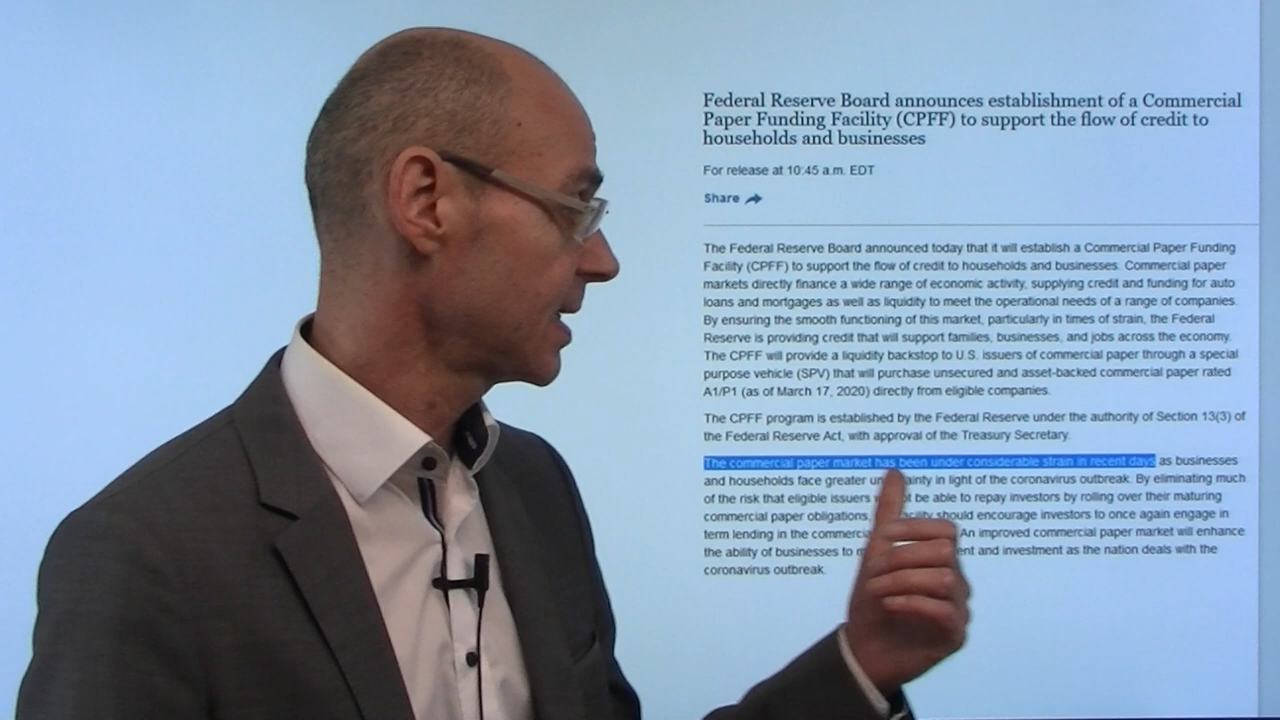 Federal Reserve Board announces establishment of a Commercial
Paper Funding Facility (CPFF) to support the flow of credit to
households and businesses
For release at 10:45 a.m. EDT
Share
The Federal Reserve Board announced today that it will establish a Commercial Paper Funding
Facility (CPFF) to support the flow of credit to households and businesses. Commercial paper
markets directly finance a wide range of economic activity, supplying credit and funding for auto
loans and mortgages as well as liquidity to meet the operational needs of a range of companies.
By ensuring the smooth functioning of this market, particularly in times of strain, the Federal
Reserve is providing credit that will support families, businesses, and jobs across the economy.
The CPFF will provide a liquidity backstop to U.S. issuers of commercial paper through a special
purpose vehicle (SPV) that will purchase unsecured and asset-backed commercial paper rated
A1/P1 (as of March 17, 2020) directly from eligible companies.
The CPFF program is established by the Federal Reserve under the authority of Section 13(3) of
the Federal Reserve Act, with approval of the Treasury Secretary.
The commercial paper market has been under considerable strain in recent days as businesses
and households face greater in light of the coronavirus outbreak. By eliminating much
of the risk that eligible issuers be able to repay investors by rolling over their maturing
commercial paper obligations, should encourage investors to once again engage in
term lending in the An improved commercial paper market will enhance
the ability of businesses to and investment as the nation deals with the
coronavirus outbreak.